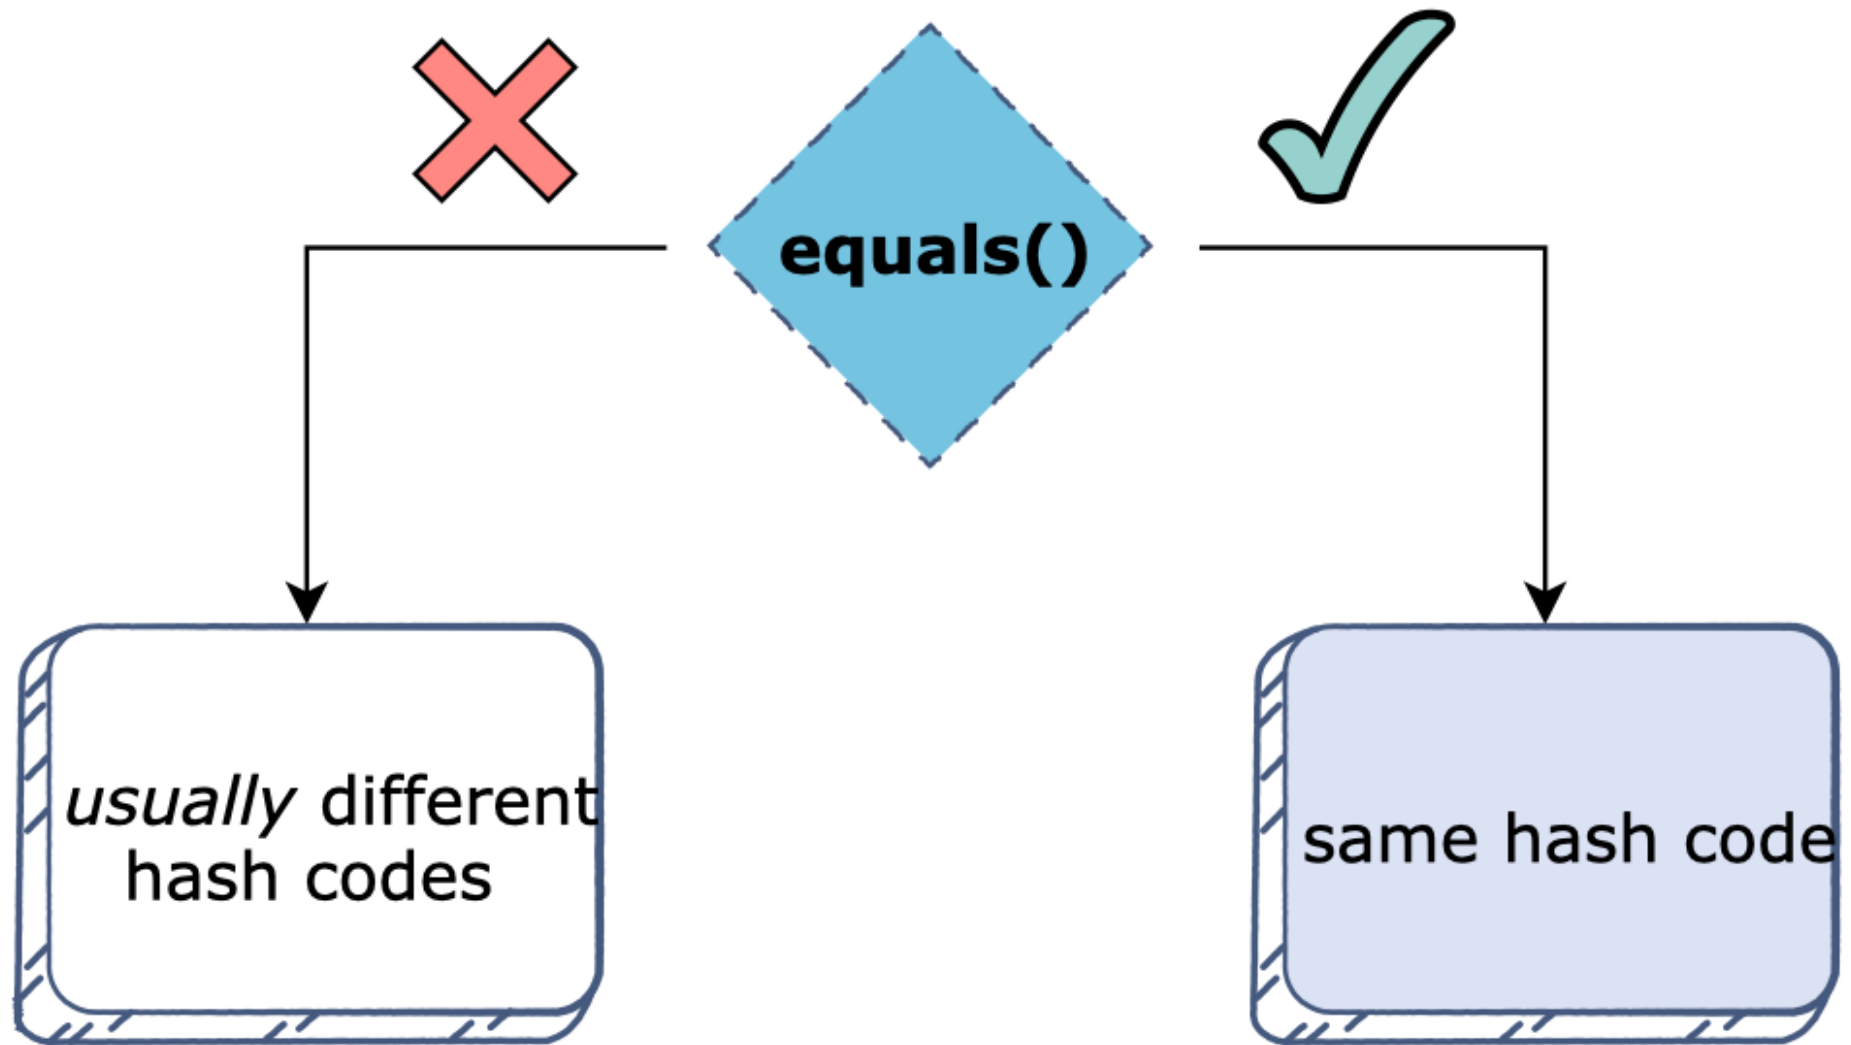 equals()
usually different
hash codes
same hash code